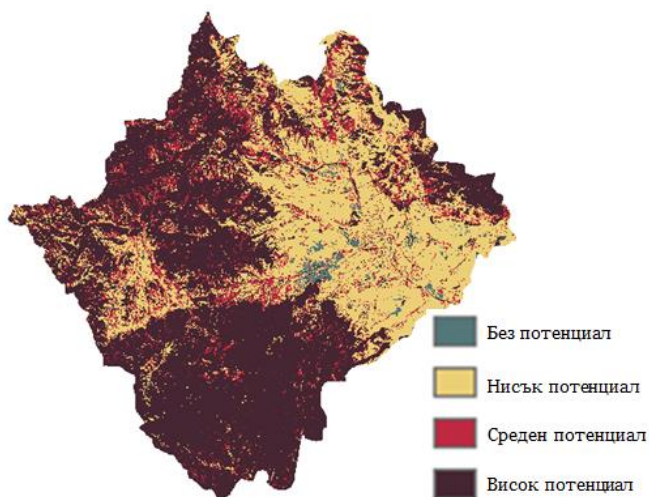 Без потенциал
Нисък потенциал
Среден потенциал
Висок потенциал